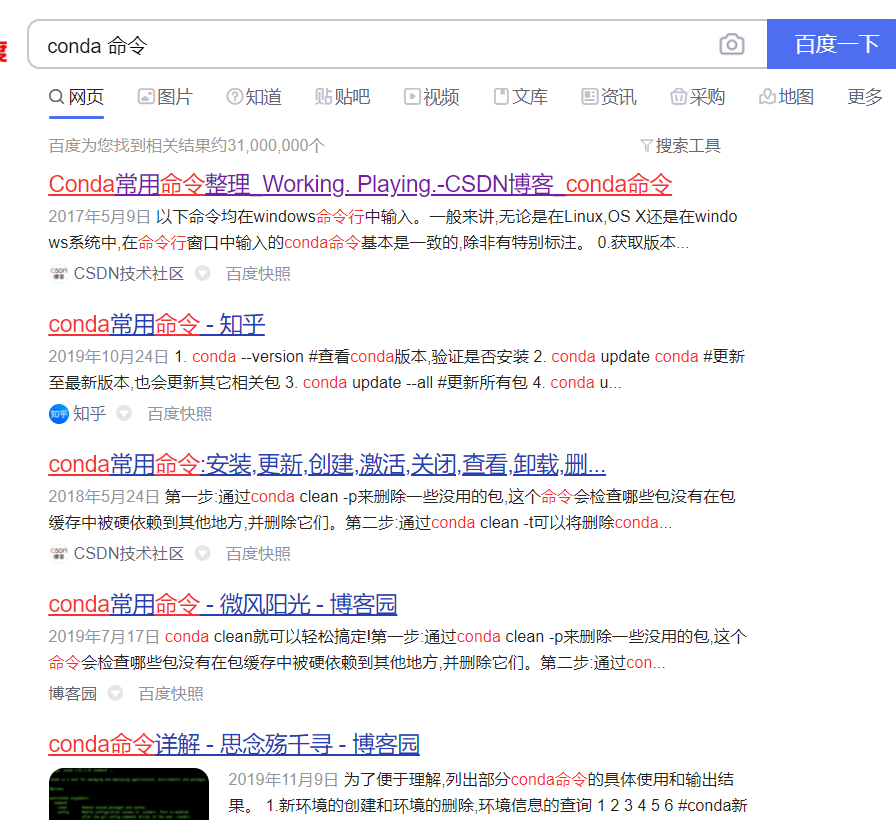 度
conda 命令
百度一下
网页 图片 知道 贴吧 视频 文库 资讯 采购 地图 更多
百度为您找到相关结果约31,000,000个 搜索工具
Conda常用命令整理_Working. Playing.-CSDN博客_conda命令
2017年5月9日 以下命令均在windows命令行中输入。一般来讲,无论是在Linux,OS X还是在windo
ws系统中,在命令行窗口中输入的conda命令基本是一致的,除非有特别标注。 0.获取版本...
CSDN技术社区 百度快照
conda常用命令 - 知乎
2019年10月24日 1. conda --version #查看conda版本,验证是否安装 2. conda update conda #更新
至最新版本,也会更新其它相关包 3. conda update --all #更新所有包 4. conda u...
知乎 知乎 百度快照
conda常用命令:安装,更新,创建,激活,关闭,查看,卸载,删...
2018年5月24日 第一步:通过conda clean -p来删除一些没用的包,这个命令会检查哪些包没有在包
缓存中被硬依赖到其他地方,并删除它们。第二步:通过conda clean -t可以将删除conda...
CSDN技术社区 百度快照
conda常用命令 - 微风阳光 - 博客园
2019年7月17日 conda clean就可以轻松搞定!第一步:通过conda clean -p来删除一些没用的包,这个
命令会检查哪些包没有在包缓存中被硬依赖到其他地方,并删除它们。第二步:通过con...
博客园 百度快照
conda命令详解 - 思念殇千寻 - 博客园
2019年11月9日 为了便于理解,列出部分conda命令的具体使用和输出结
果。 1.新环境的创建和环境的删除,环境信息的查询 1 2 3 4 5 6 #conda新